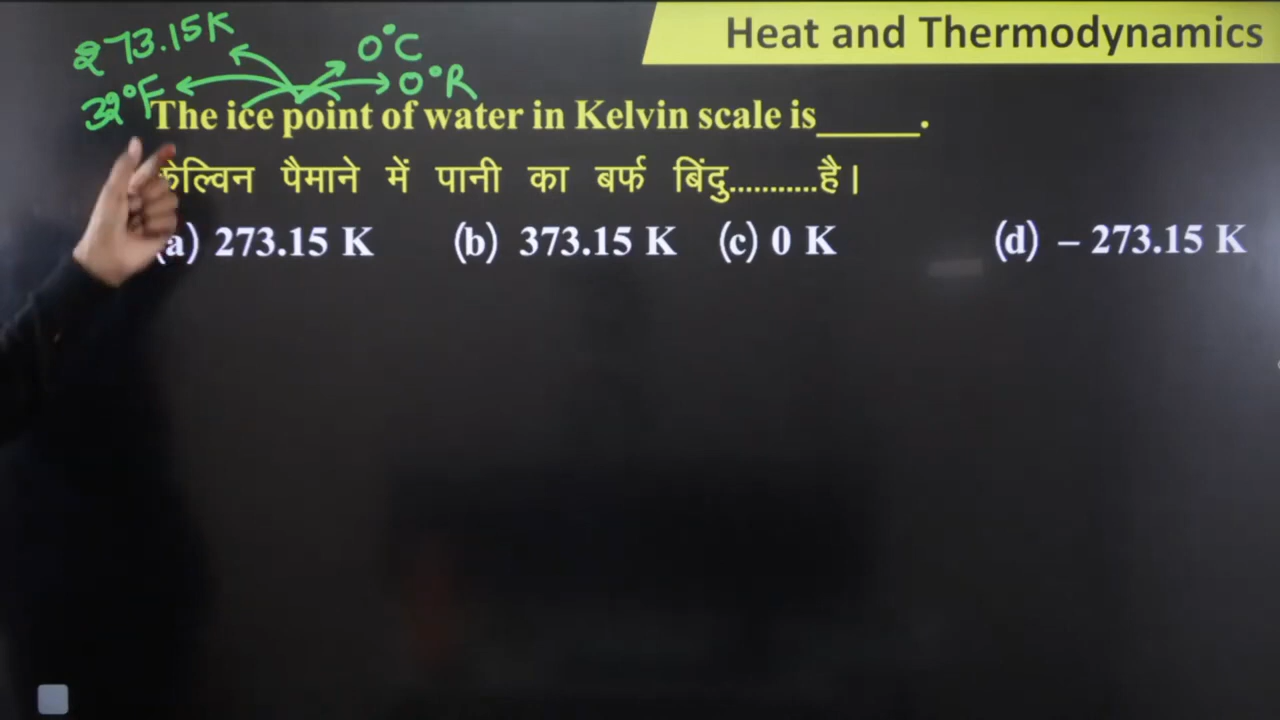 Heat and Thermodynamics
273.15K
0°C
32°F
0°R
The ice point of water in Kelvin scale is_____.
केल्विन पैमाने में पानी का बर्फ बिंदु...........है।
(a) 273.15 K (b) 373.15 K (c) 0 K (d) – 273.15 K